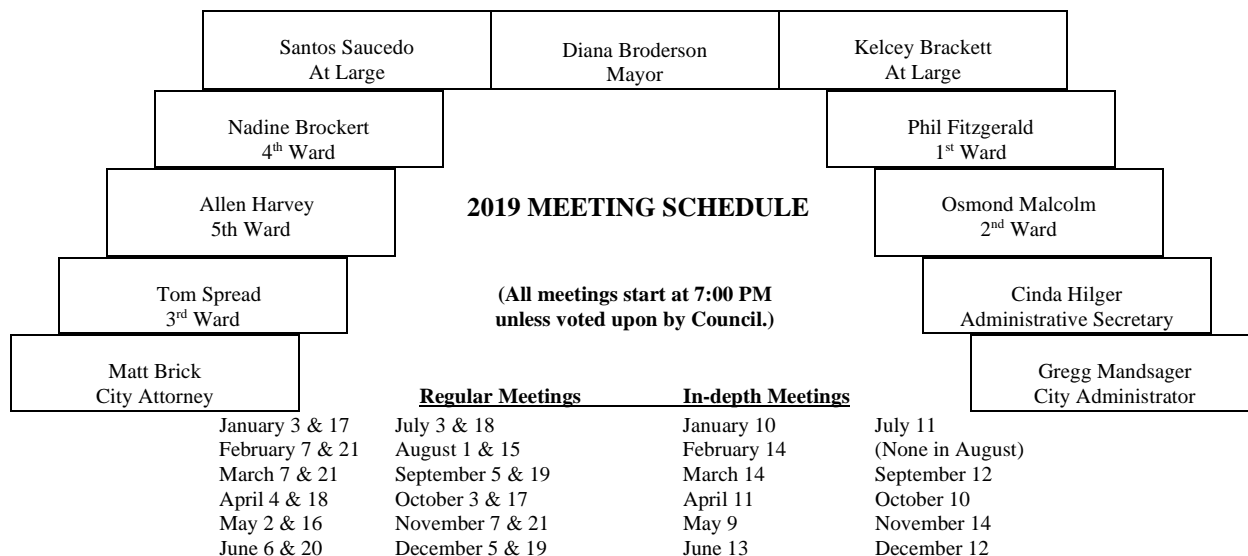 Santos Saucedo
At Large
Diana Broderson
Mayor
Kelcey Brackett
At Large
Nadine Brockert
4th Ward
Phil Fitzgerald
1st Ward
Allen Harvey
5th Ward
2019 MEETING SCHEDULE
Osmond Malcolm
2nd Ward
Tom Spread
3rd Ward
(All meetings start at 7:00 PM
unless voted upon by Council.)
Cinda Hilger
Administrative Secretary
Matt Brick
City Attorney
Gregg Mandsager
City Administrator
Regular Meetings In-depth Meetings
January 3 & 17 July 3 & 18 January 10 July 11
February 7 & 21 August 1 & 15 February 14 (None in August)
March 7 & 21 September 5 & 19 March 14 September 12
April 4 & 18 October 3 & 17 April 11 October 10
May 2 & 16 November 7 & 21 May 9 November 14
June 6 & 20 December 5 & 19 June 13 December 12